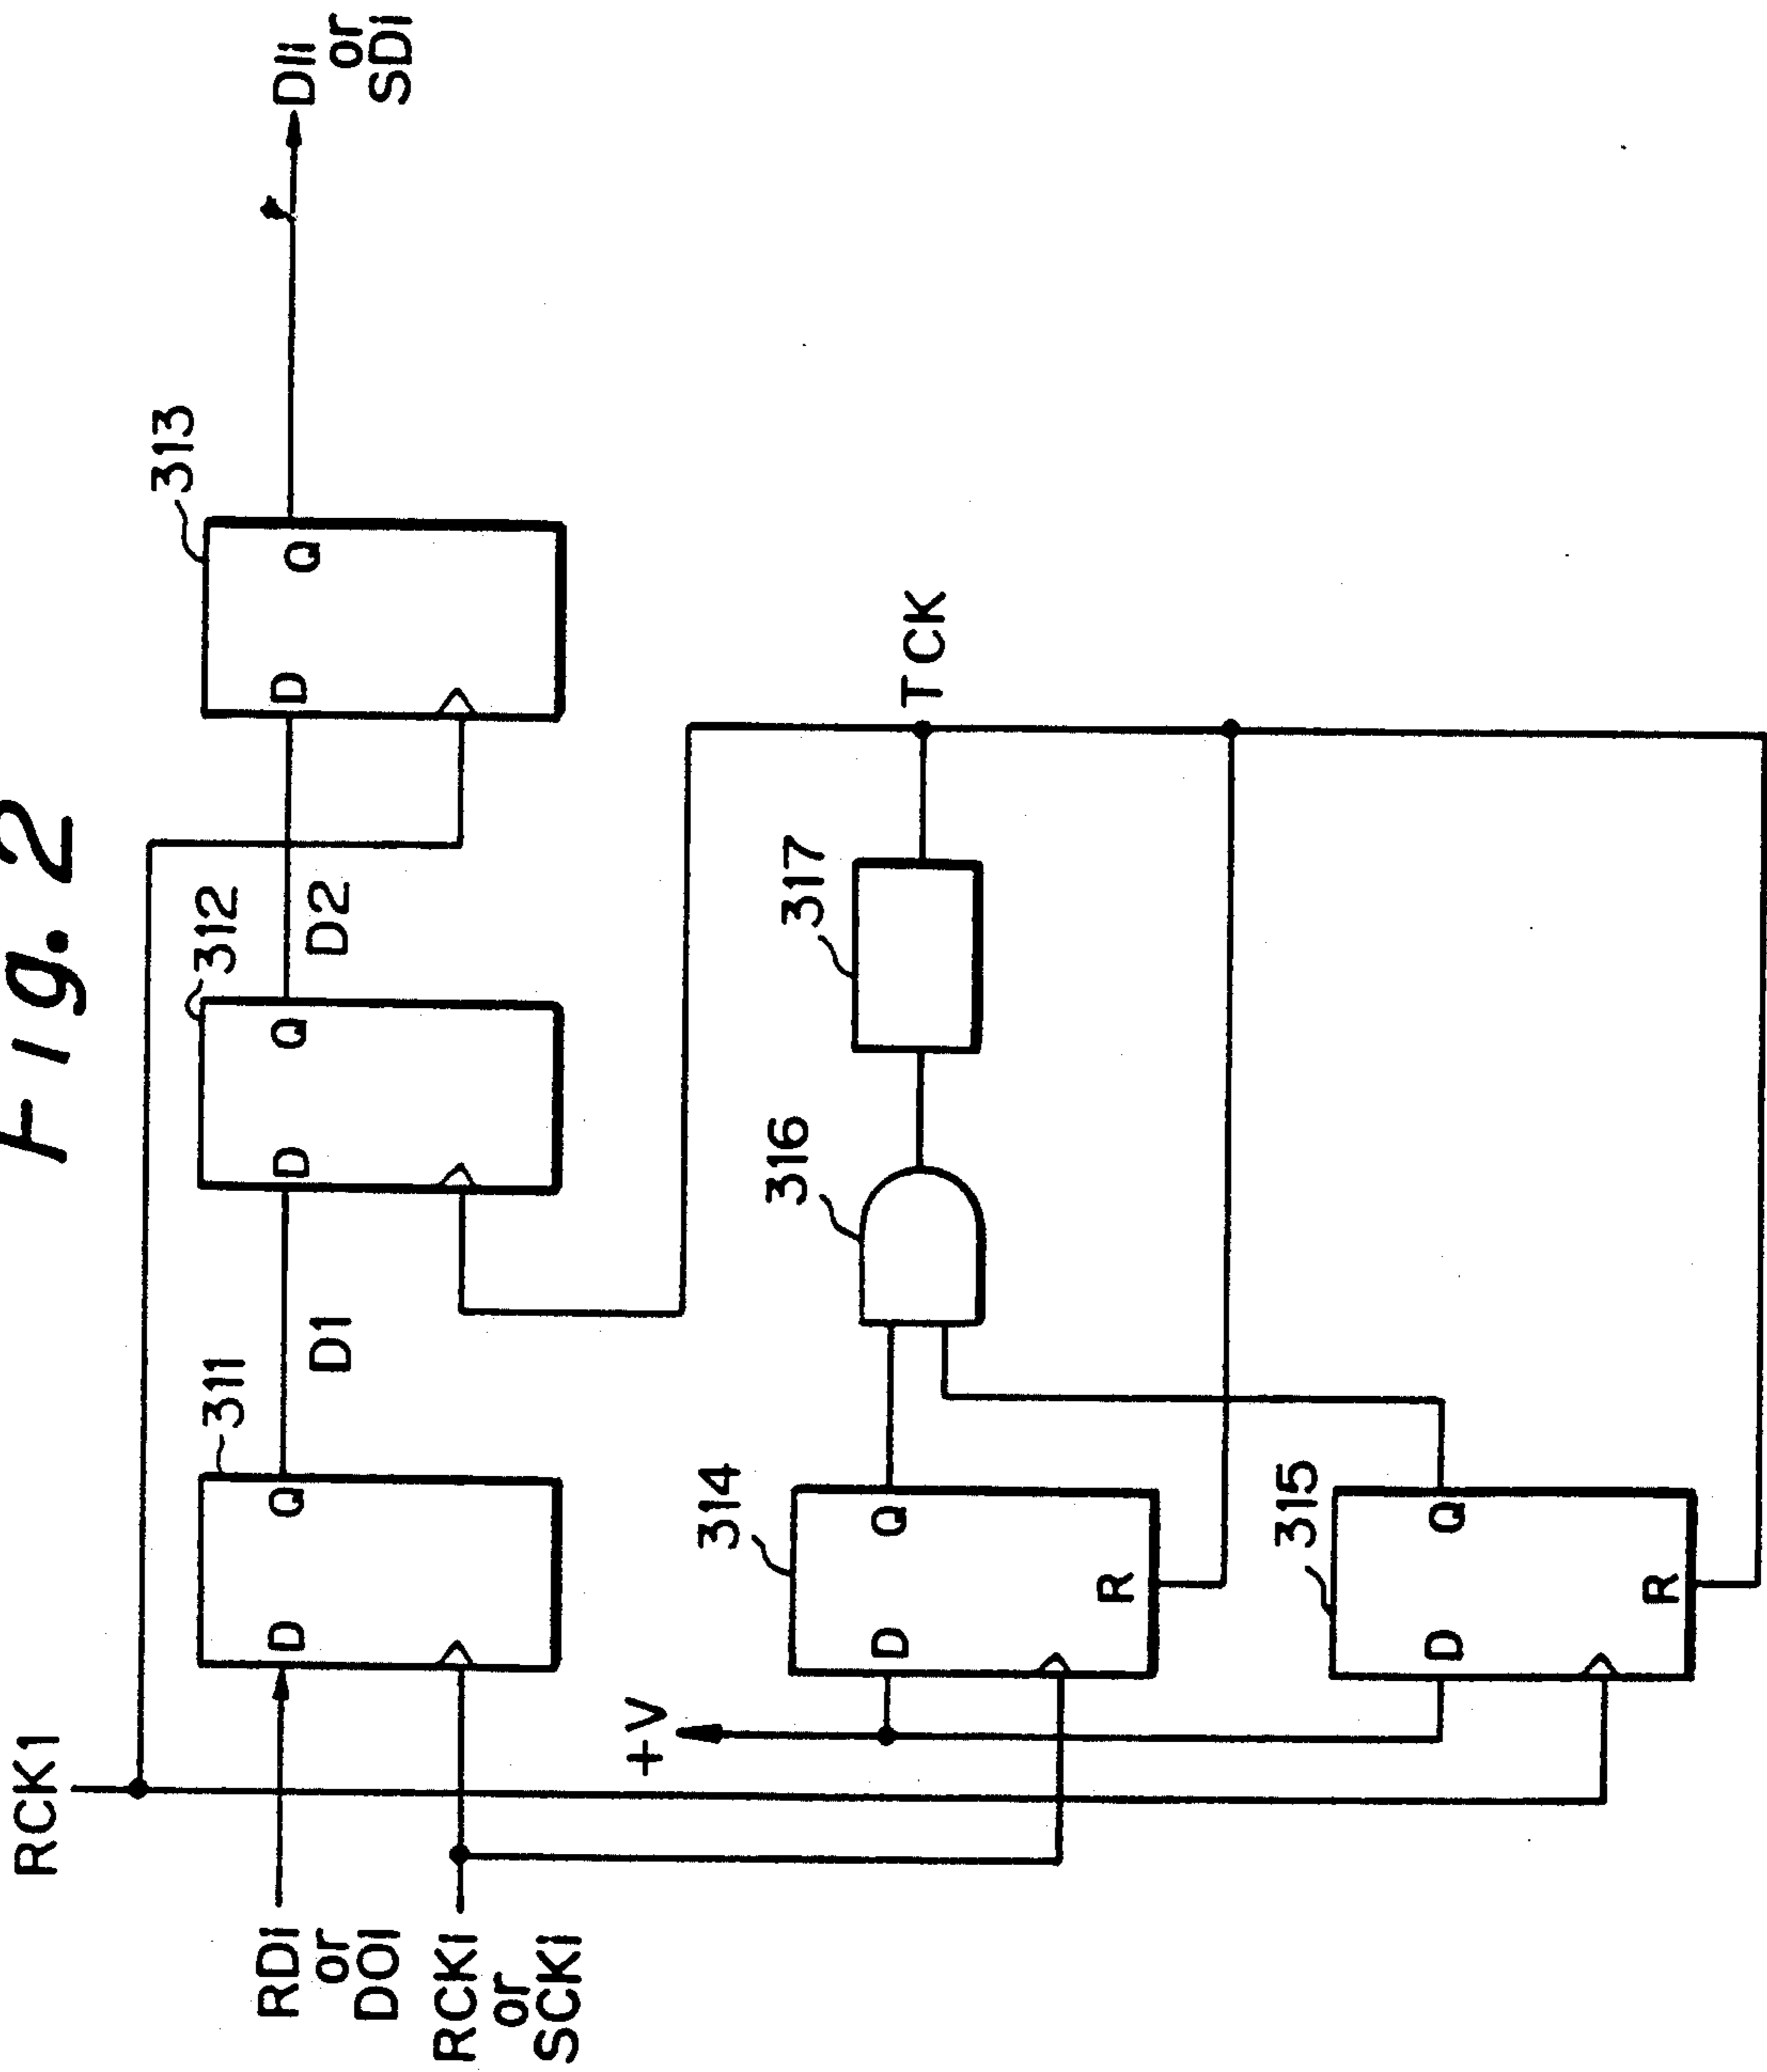 Fig. 2
RCK1
RDi
or
DOi
RCKi
or
SCKi
311
D
Q
D1
312
D
Q
D2
313
D
Q
DIi
or
SDi
+V
314
D
Q
R
316
317
TCK
315
D
Q
R